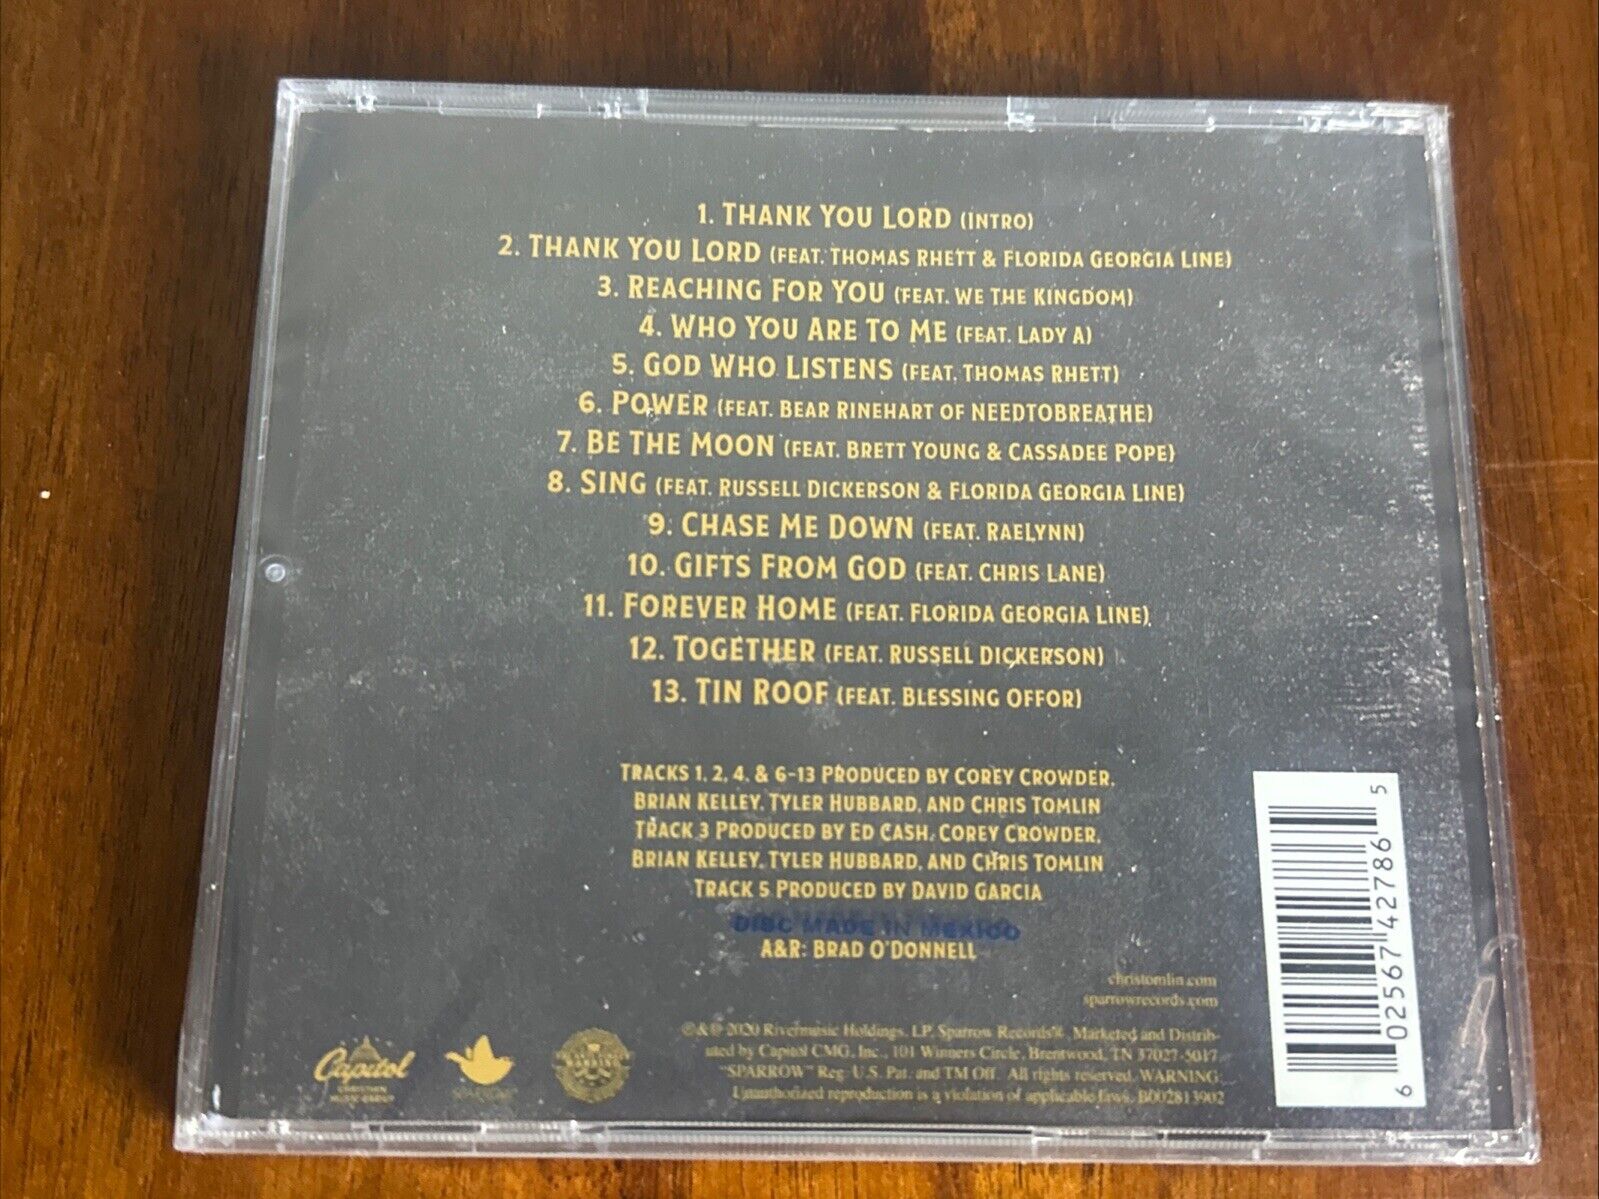 1. THANK YOU LORD (INTRO)
2. THANK YOU LORD (FEAT. THOMAS RHETT & FLORIDA GEORGIA LINE)
3. REACHING FOR YOU (FEAT. WE THE KINGDOM)
4. WHO YOU ARE TO ME (FEAT. LADY A)
5. GOD WHO LISTENS (FEAT. THOMAS RHETT)
6. POWER (FEAT. BEAR RINEHART OF NEEDTOBREATHE)
7. BE THE MOON (FEAT. BRETT YOUNG & CASSADEE POPE)
8. SING (FEAT. RUSSELL DICKERSON & FLORIDA GEORGIA LINE)
9. CHASE ME DOWN (FEAT. RAELYNN)
10. GIFTS FROM GOD (FEAT. CHRIS LANE)
11. FOREVER HOME (FEAT. FLORIDA GEORGIA LINE)
12. TOGETHER (FEAT. RUSSELL DICKERSON)
13. TIN ROOF (FEAT. BLESSING OFFOR)
TRACKS 1, 2, 4, & 6-13 PRODUCED BY COREY CROWDER,
BRIAN KELLEY, TYLER HUBBARD, AND CHRIS TOMLIN
TRACK 3 PRODUCED BY ED CASH, COREY CROWDER,
BRIAN KELLEY, TYLER HUBBARD, AND CHRIS TOMLIN
TRACK 5 PRODUCED BY DAVID GARCIA
DISC MADE IN MEXICO
A&R: BRAD O'DONNELL
christomlin.com
sparrowrecords.com
©&℗ 2020 Rivermusic Holdings, LP. Sparrow Records®. Marketed and Distrib-
uted by Capitol CMG, Inc., 101 Winners Circle, Brentwood, TN 37027-5017.
"SPARROW" Reg. U.S. Pat. and TM Off. All rights reserved. WARNING:
Unauthorized reproduction is a violation of applicable laws. B002813902
Capitol
CHRISTIAN
MUSIC GROUP
SPARROW
6 02567 42786 5